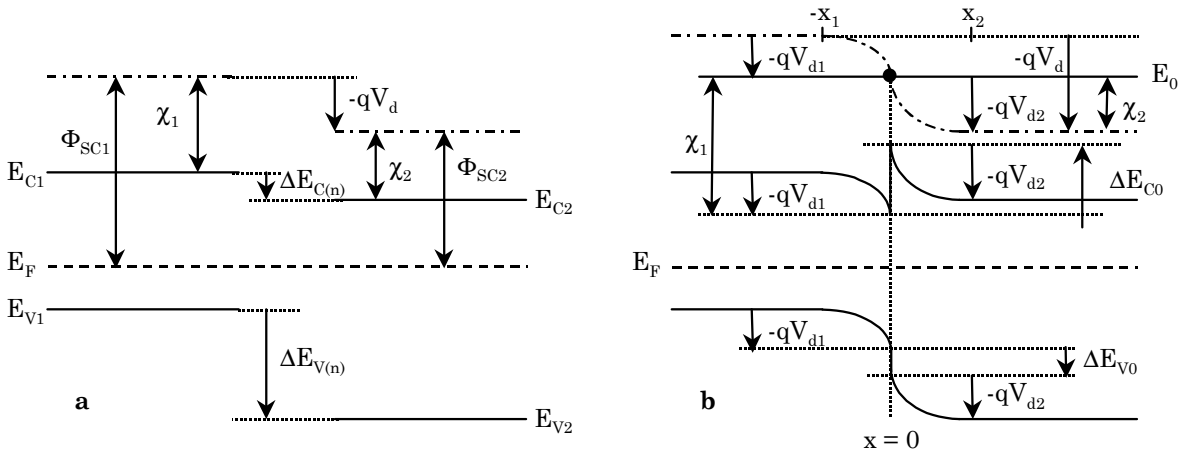 -qV_d
χ_1
Φ_SC1
E_C1
ΔE_C(n)
χ_2
Φ_SC2
E_C2
E_F
E_V1
ΔE_V(n)
a
E_V2
-x_1
x_2
-qV_d1
-qV_d
E_0
-qV_d2
χ_2
χ_1
-qV_d1
-qV_d2
ΔE_C0
E_F
-qV_d1
ΔE_V0
b
-qV_d2
x = 0